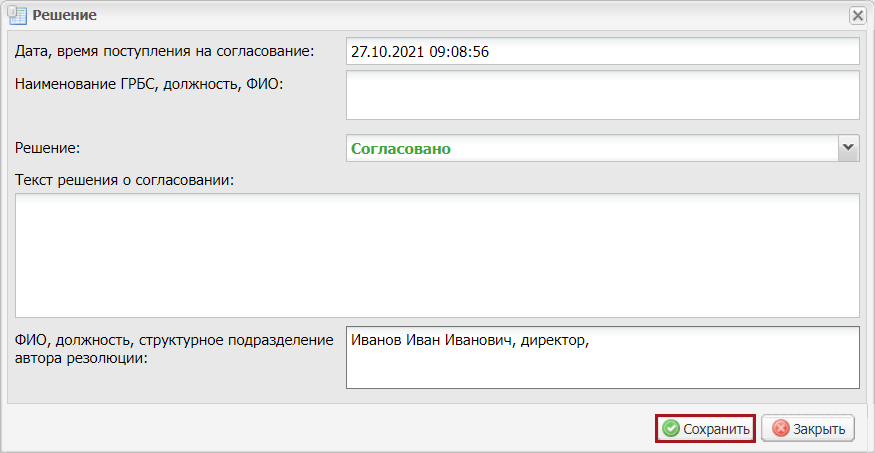 Решение
Дата, время поступления на согласование:
27.10.2021 09:08:56
Наименование ГРБС, должность, ФИО:
Решение:
Согласовано
Текст решения о согласовании:
ФИО, должность, структурное подразделение
автора резолюции:
Иванов Иван Иванович, директор,
Сохранить
Закрыть